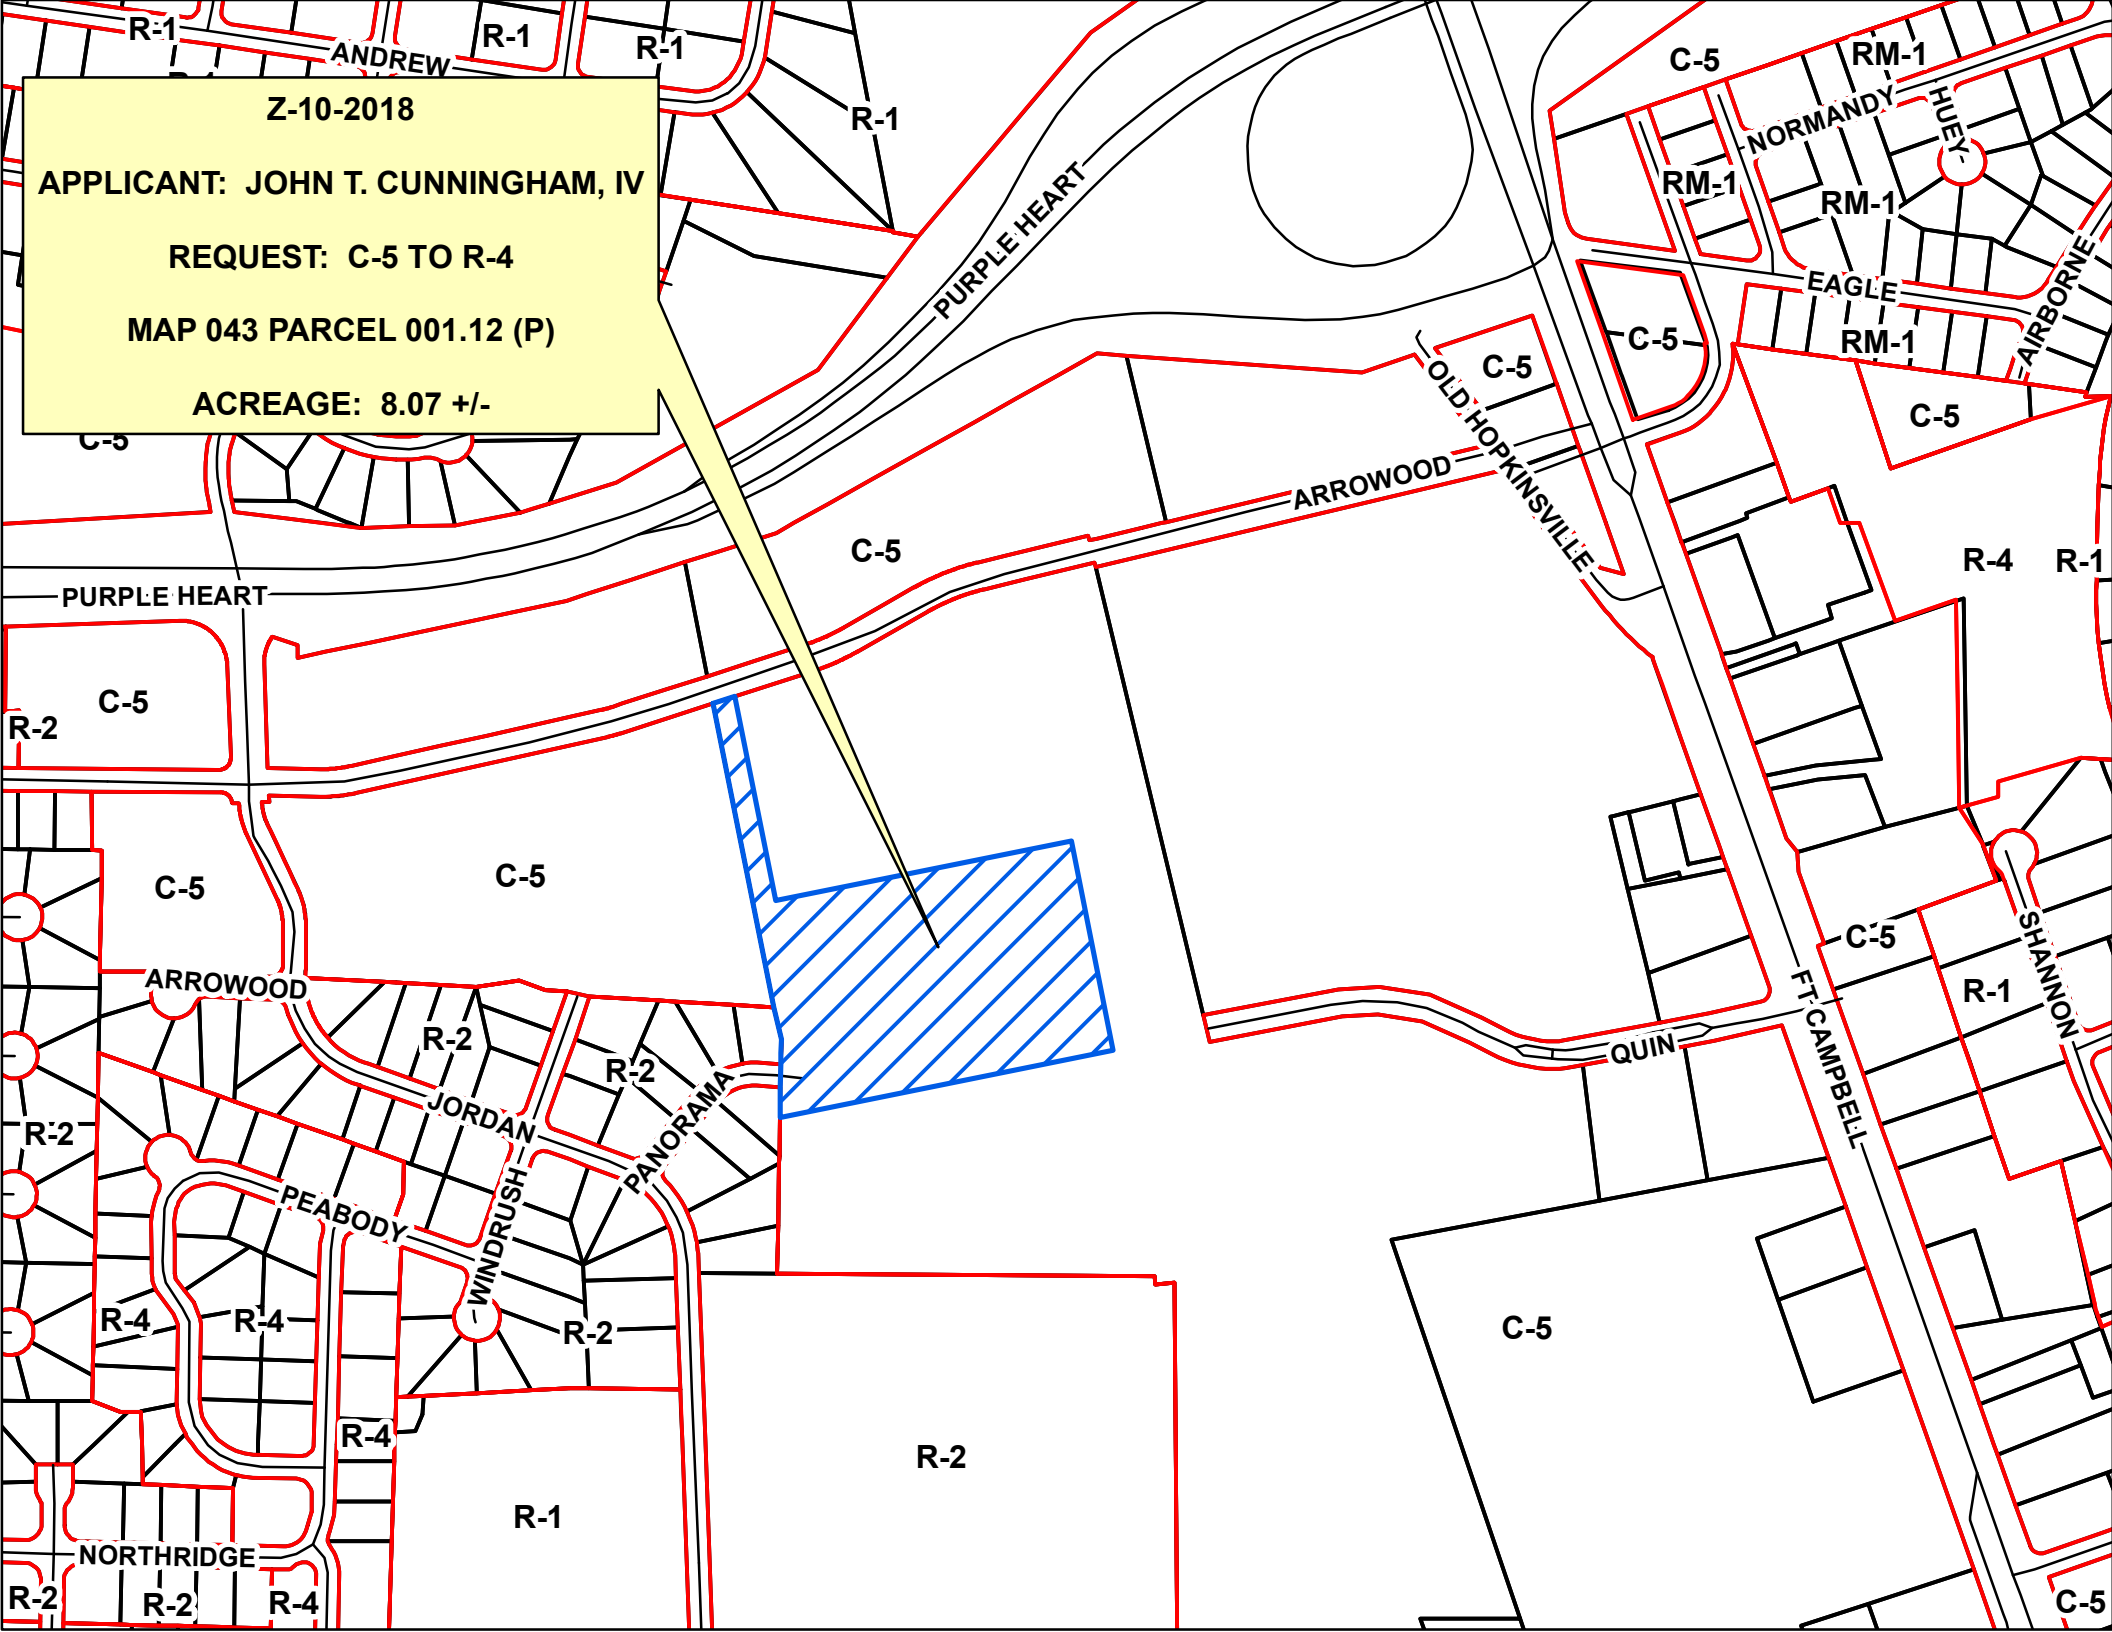 R-1
R-1
R-1
ANDREW
R-1
Z-10-2018
APPLICANT:  JOHN T. CUNNINGHAM, IV
REQUEST:  C-5 TO R-4
MAP 043 PARCEL 001.12 (P)
ACREAGE:  8.07 +/-
C-5
PURPLE HEART
C-5
RM-1
NORMANDY
HUEY
RM-1
RM-1
EAGLE
AIRBORNE
C-5
RM-1
C-5
C-5
OLD HOPKINSVILLE
ARROWOOD
C-5
R-4
R-1
PURPLE HEART
C-5
R-2
C-5
C-5
C-5
SHANNON
R-1
FT CAMPBELL
QUIN
ARROWOOD
R-2
R-2
PANORAMA
JORDAN
R-2
PEABODY
WINDRUSH
R-4
R-4
R-2
C-5
R-4
R-2
R-1
NORTHRIDGE
R-2
R-2
R-4
C-5